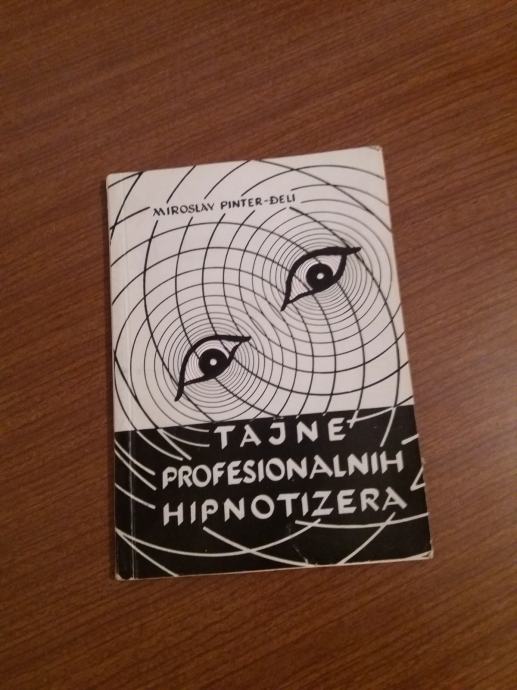 MIROSLAV PINTER-ĐELI
TAJNE
PROFESIONALNIH
HIPNOTIZERA